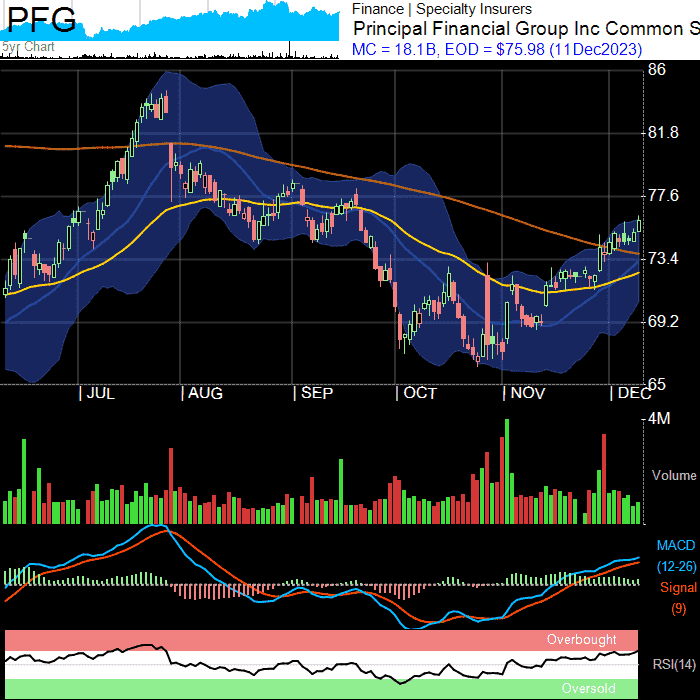 PFG
5yr Chart
Finance | Specialty Insurers
Principal Financial Group Inc Common S
MC = 18.1B, EOD = $75.98 (11Dec2023)
86
81.8
77.6
73.4
69.2
65
| JUL | AUG | SEP | OCT | NOV | DEC
4M
Volume
MACD
(12-26)
Signal
(9)
Overbought
RSI(14)
Oversold